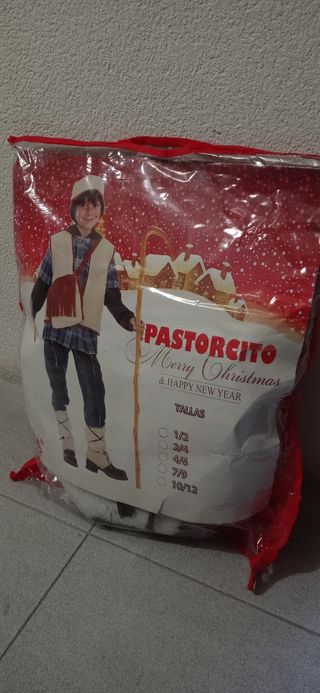 PASTORCITO
Merry Christmas
& HAPPY NEW YEAR
TALLAS
1/2
2/4
4/6
7/9
10/12